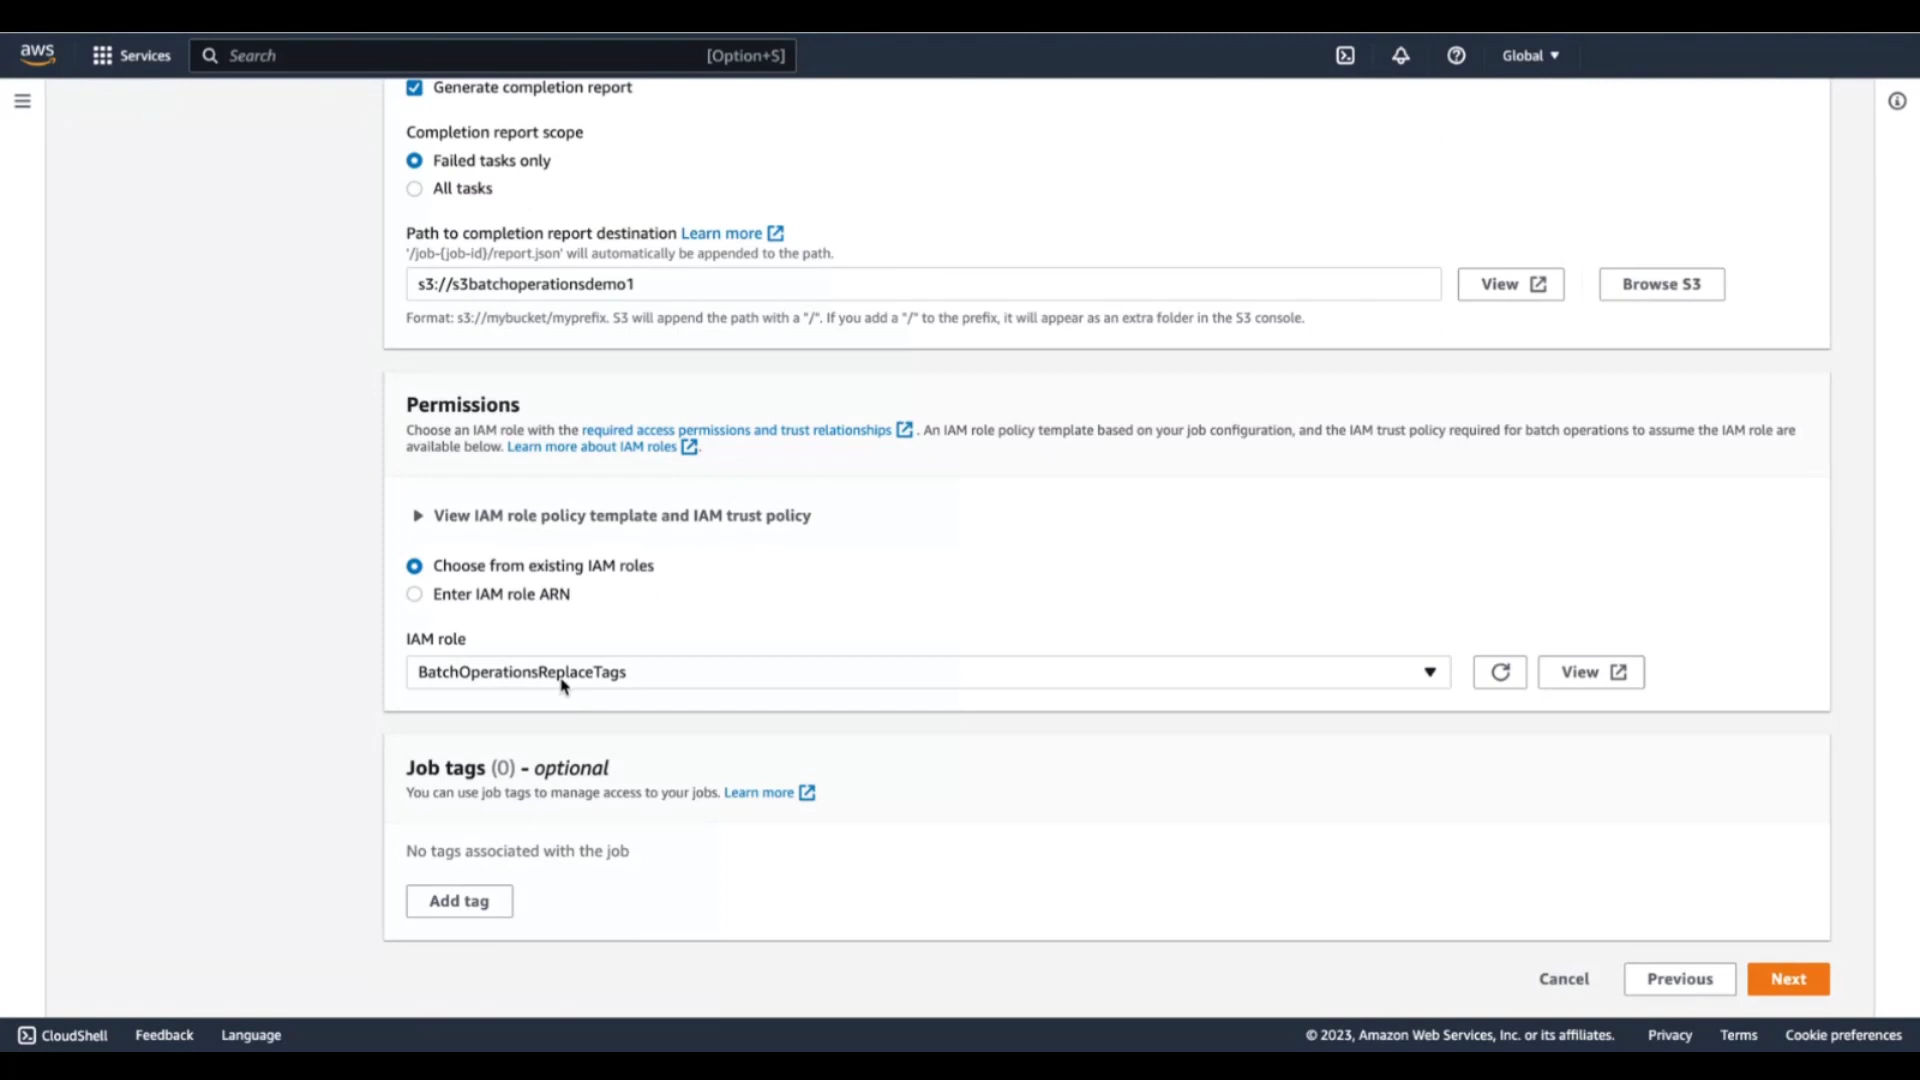 aws
Services
Search
[Option+S]
Global
Generate completion report
Completion report scope
Failed tasks only
All tasks
Path to completion report destination Learn more
'/job-{job-id}/report.json' will automatically be appended to the path.
s3://s3batchoperationsdemo1
View
Browse S3
Format: s3://mybucket/myprefix. S3 will append the path with a "/". If you add a "/" to the prefix, it will appear as an extra folder in the S3 console.
Permissions
Choose an IAM role with the required access permissions and trust relationships . An IAM role policy template based on your job configuration, and the IAM trust policy required for batch operations to assume the IAM role are
available below. Learn more about IAM roles .
View IAM role policy template and IAM trust policy
Choose from existing IAM roles
Enter IAM role ARN
IAM role
BatchOperationsReplaceTags
View
Job tags (0) - optional
You can use job tags to manage access to your jobs. Learn more
No tags associated with the job
Add tag
Cancel
Previous
Next
CloudShell
Feedback
Language
© 2023, Amazon Web Services, Inc. or its affiliates.
Privacy
Terms
Cookie preferences